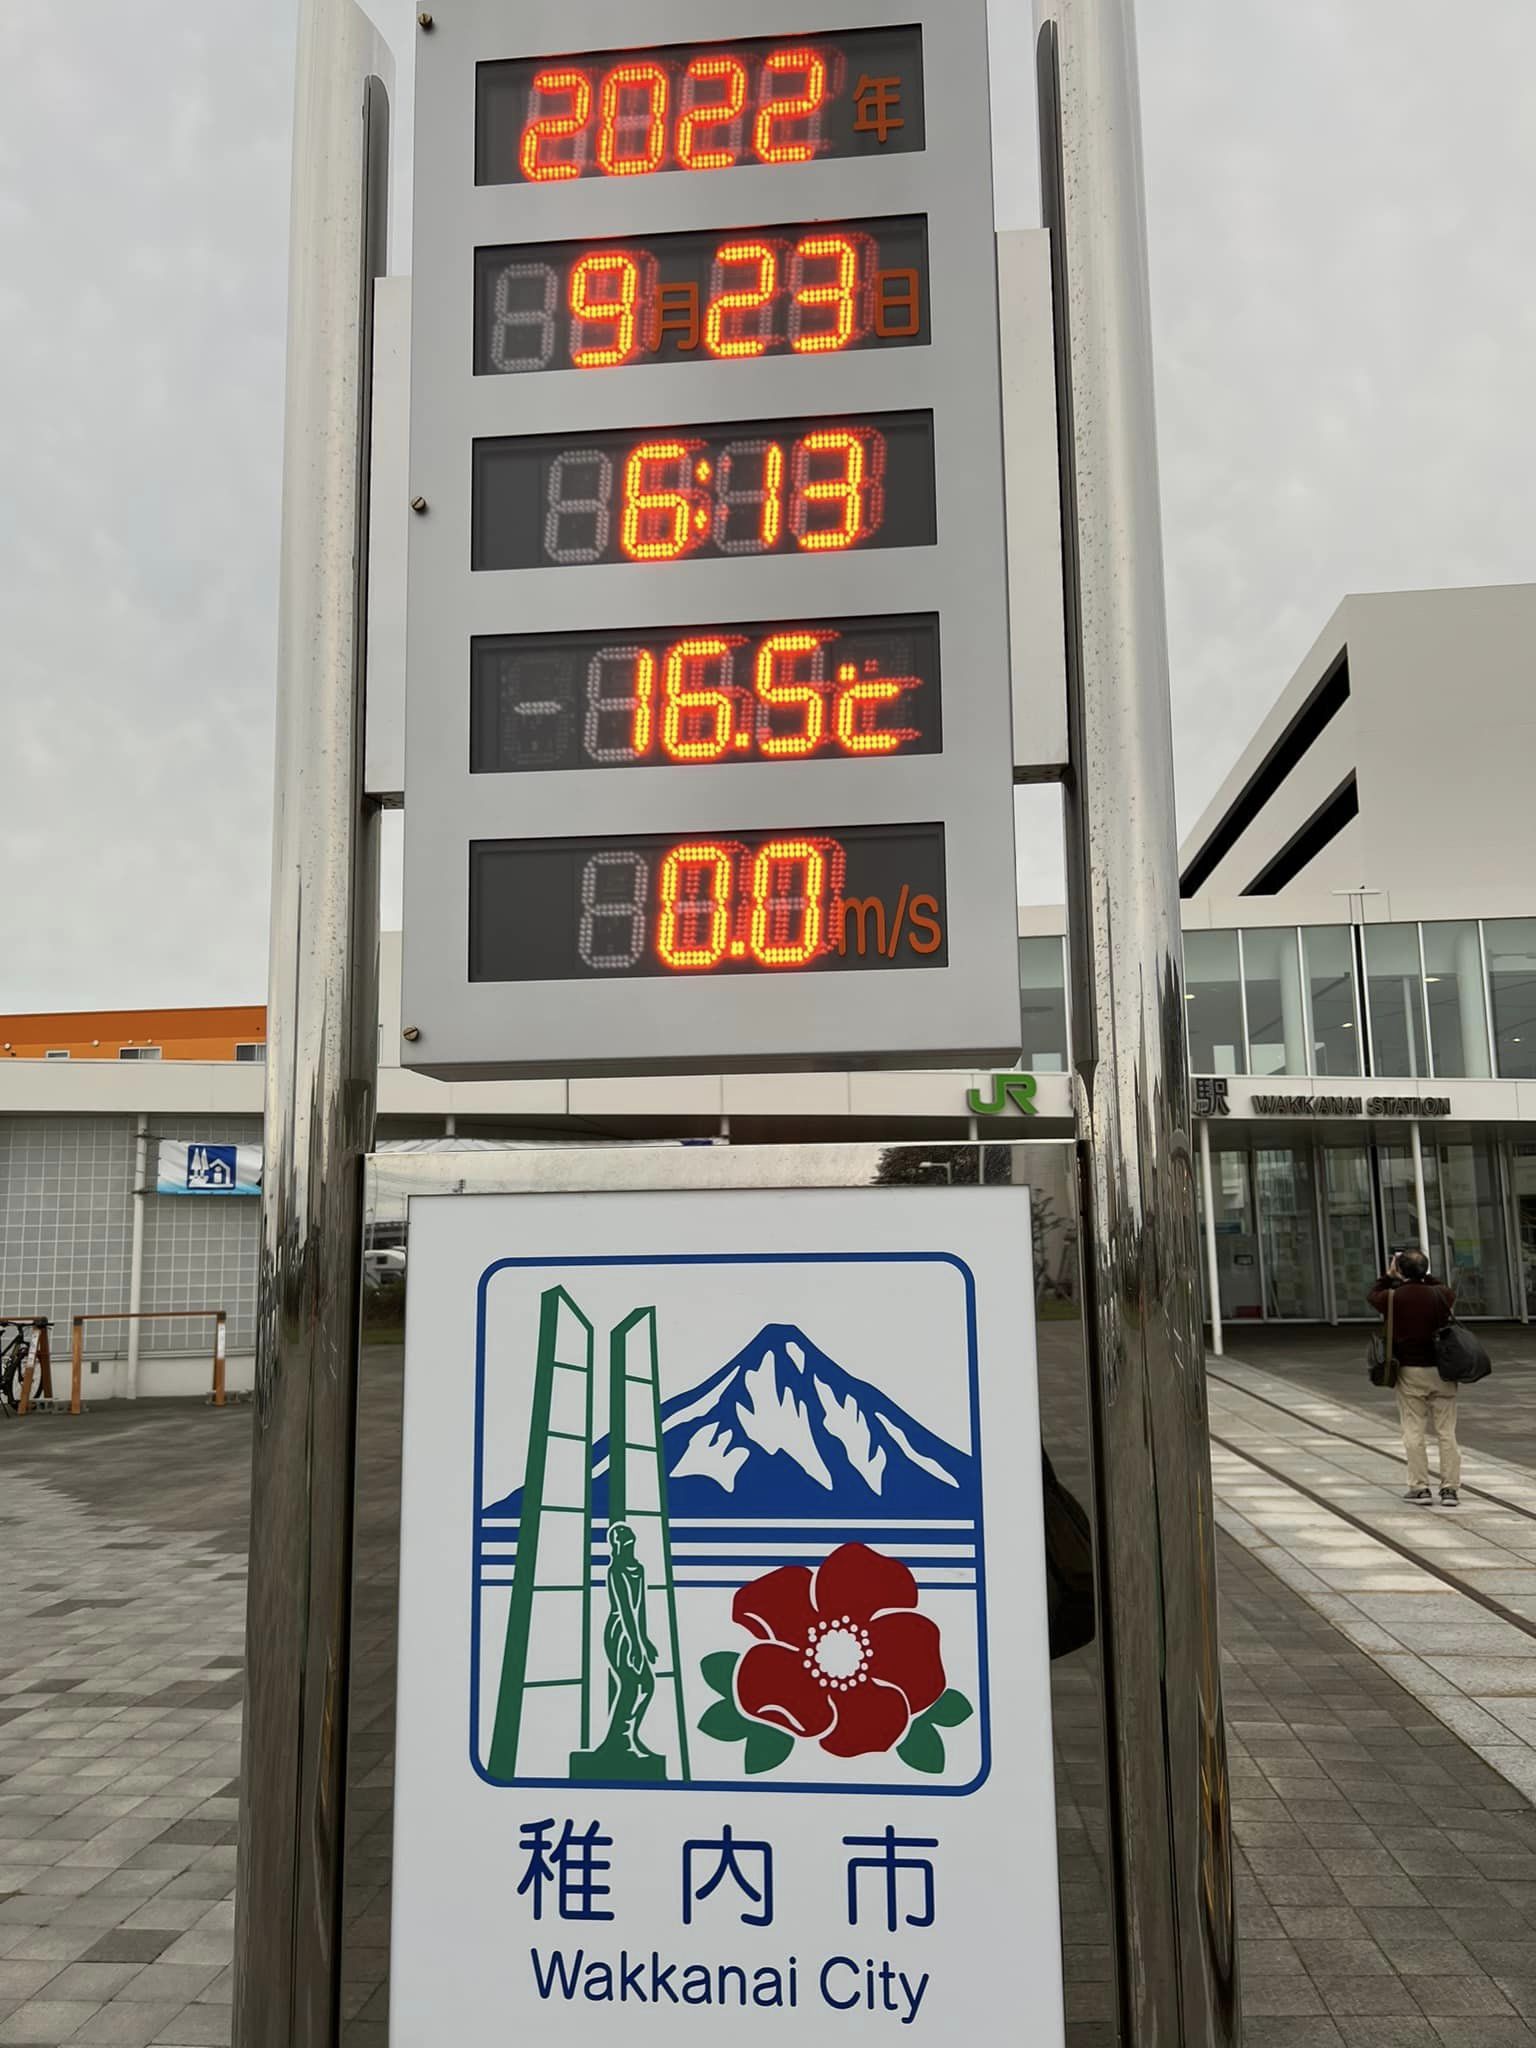 2022年
9月23日
6:13
16.5℃
0.0m/s
JR
駅 WAKKANAI STATION
稚内市
Wakkanai City